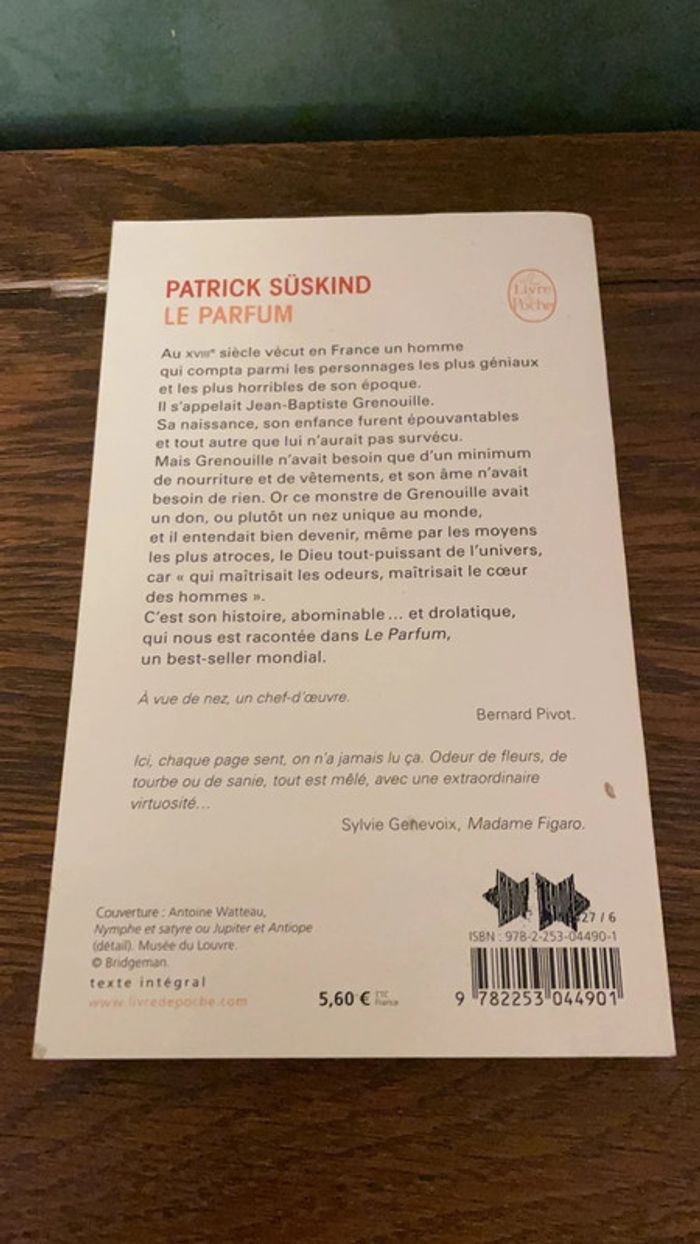 PATRICK SÜSKIND
LE PARFUM
Le
Livre
de
Poche
Au XVIIIe siècle vécut en France un homme
qui compta parmi les personnages les plus géniaux
et les plus horribles de son époque.
Il s'appelait Jean-Baptiste Grenouille.
Sa naissance, son enfance furent épouvantables
et tout autre que lui n'aurait pas survécu.
Mais Grenouille n'avait besoin que d'un minimum
de nourriture et de vêtements, et son âme n'avait
besoin de rien. Or ce monstre de Grenouille avait
un don, ou plutôt un nez unique au monde,
et il entendait bien devenir, même par les moyens
les plus atroces, le Dieu tout-puissant de l'univers,
car « qui maîtrisait les odeurs, maîtrisait le cœur
des hommes ».
C'est son histoire, abominable... et drolatique,
qui nous est racontée dans Le Parfum,
un best-seller mondial.
À vue de nez, un chef-d'œuvre.
Bernard Pivot.
Ici, chaque page sent, on n'a jamais lu ça. Odeur de fleurs, de
tourbe ou de sanie, tout est mêlé, avec une extraordinaire
virtuosité...
Sylvie Genevoix, Madame Figaro.
Couverture : Antoine Watteau,
Nymphe et satyre ou Jupiter et Antiope
(détail). Musée du Louvre.
© Bridgeman.
texte intégral
www.livredepoche.com
5,60 € TTC
France
27 / 6
ISBN : 978-2-253-04490-1
9 782253 044901